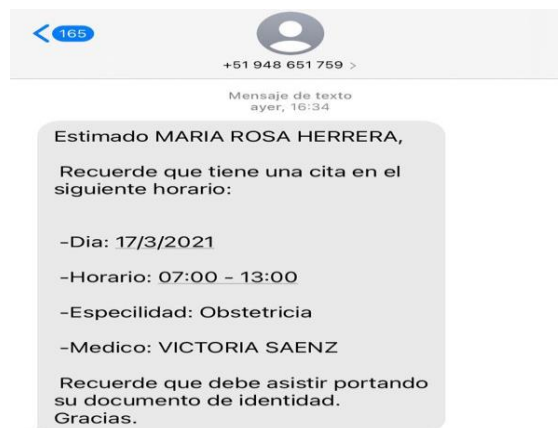 165
+51 948 651 759 >
Mensaje de texto
ayer, 16:34
Estimado MARIA ROSA HERRERA,
Recuerde que tiene una cita en el
siguiente horario:
-Dia: 17/3/2021
-Horario: 07:00 - 13:00
-Especilidad: Obstetricia
-Medico: VICTORIA SAENZ
Recuerde que debe asistir portando
su documento de identidad.
Gracias.